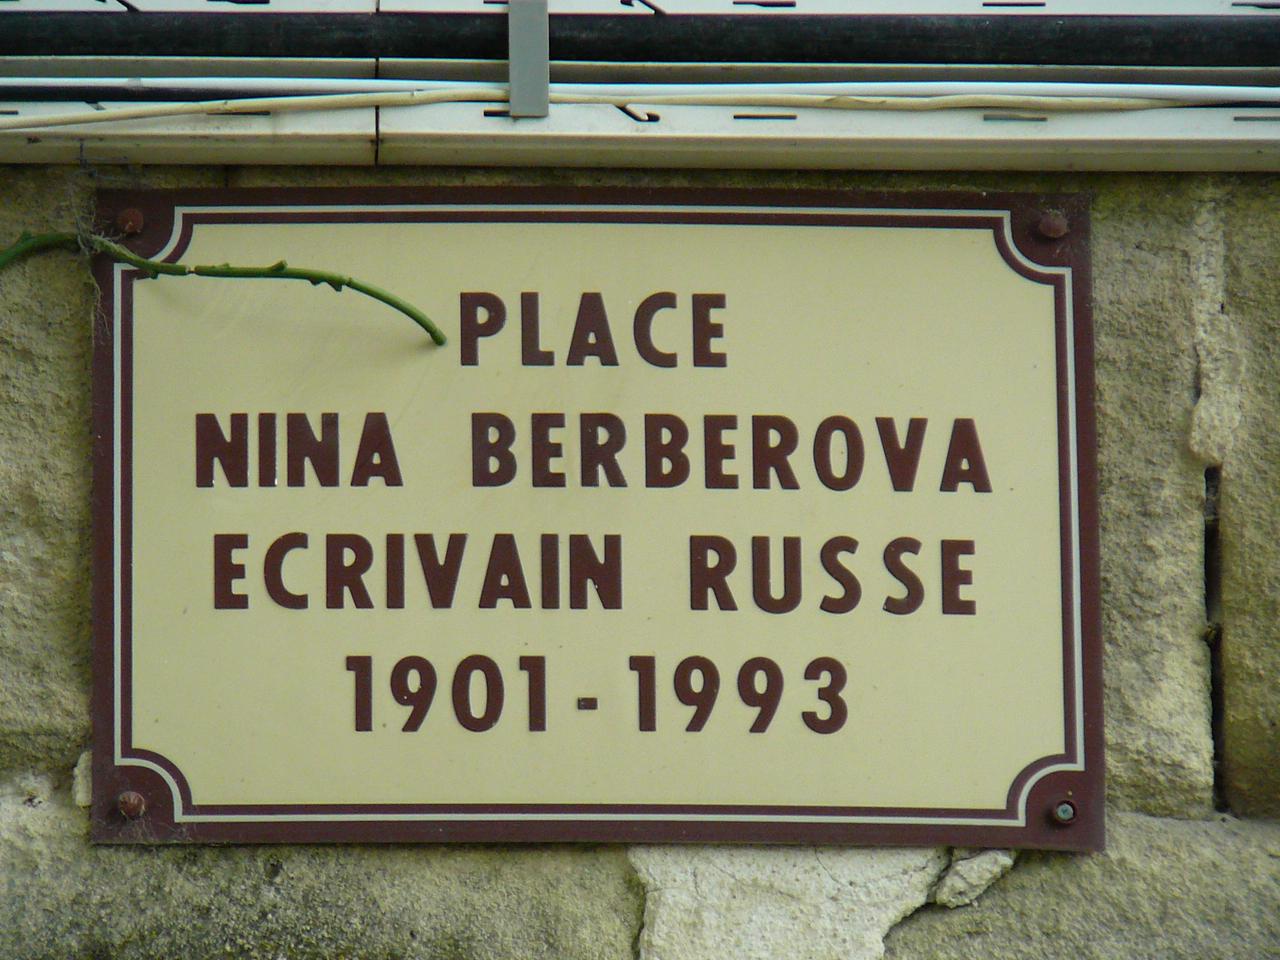 PLACE
NINA BERBEROVA
ECRIVAIN RUSSE
1901-1993